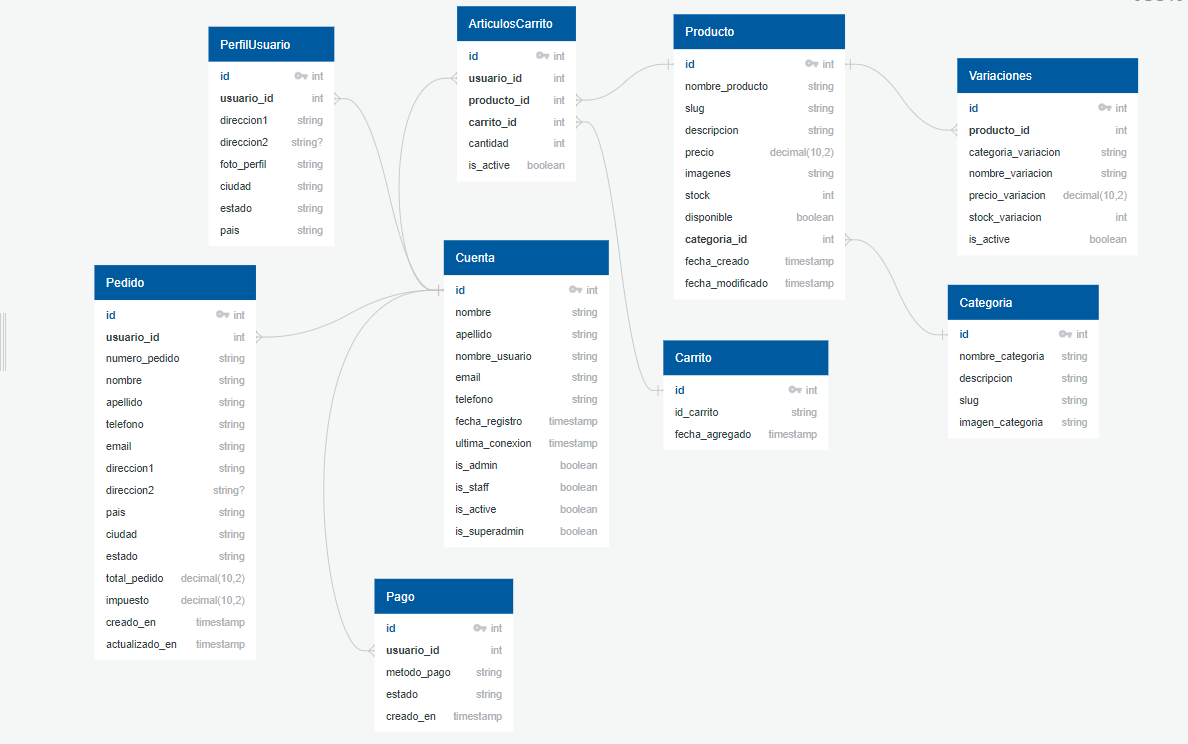 PerfilUsuario
id int
usuario_id int
direccion1 string
direccion2 string?
foto_perfil string
ciudad string
estado string
pais string
ArticulosCarrito
id int
usuario_id int
producto_id int
carrito_id int
cantidad int
is_active boolean
Producto
id int
nombre_producto string
slug string
descripcion string
precio decimal(10,2)
imagenes string
stock int
disponible boolean
categoria_id int
fecha_creado timestamp
fecha_modificado timestamp
Variaciones
id int
producto_id int
categoria_variacion string
nombre_variacion string
precio_variacion decimal(10,2)
stock_variacion int
is_active boolean
Pedido
id int
usuario_id int
numero_pedido string
nombre string
apellido string
telefono string
email string
direccion1 string
direccion2 string?
pais string
ciudad string
estado string
total_pedido decimal(10,2)
impuesto decimal(10,2)
creado_en timestamp
actualizado_en timestamp
Cuenta
id int
nombre string
apellido string
nombre_usuario string
email string
telefono string
fecha_registro timestamp
ultima_conexion timestamp
is_admin boolean
is_staff boolean
is_active boolean
is_superadmin boolean
Carrito
id int
id_carrito string
fecha_agregado timestamp
Categoria
id int
nombre_categoria string
descripcion string
slug string
imagen_categoria string
Pago
id int
usuario_id int
metodo_pago string
estado string
creado_en timestamp